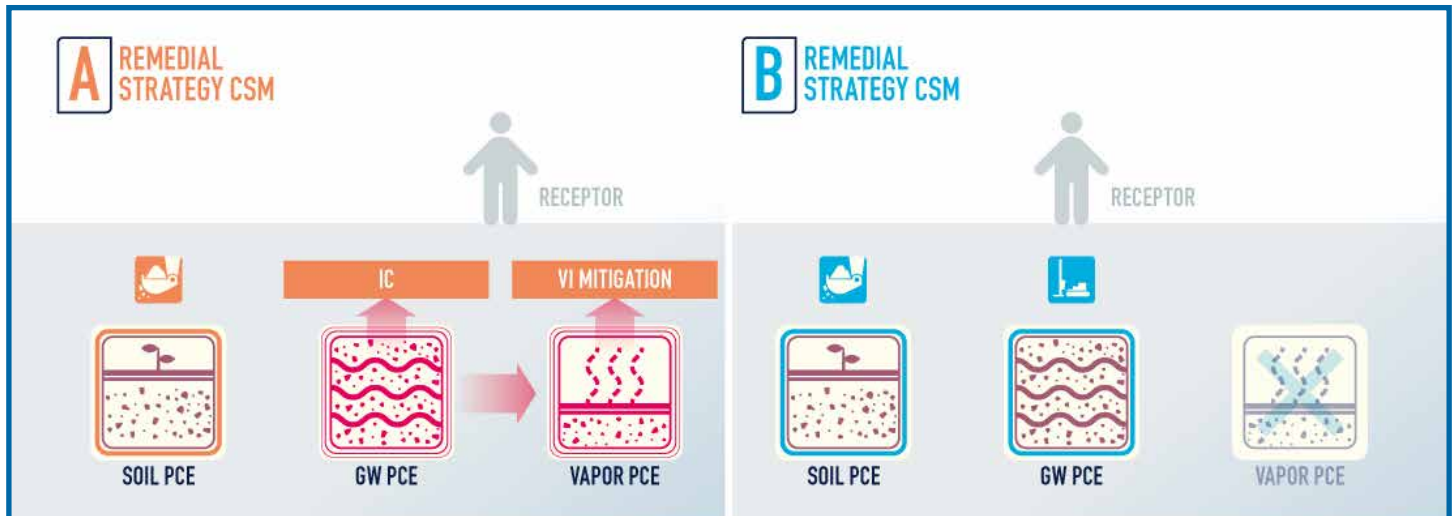 A REMEDIAL
STRATEGY CSM
RECEPTOR
IC
VI MITIGATION
SOIL PCE
GW PCE
VAPOR PCE
B REMEDIAL
STRATEGY CSM
RECEPTOR
SOIL PCE
GW PCE
VAPOR PCE